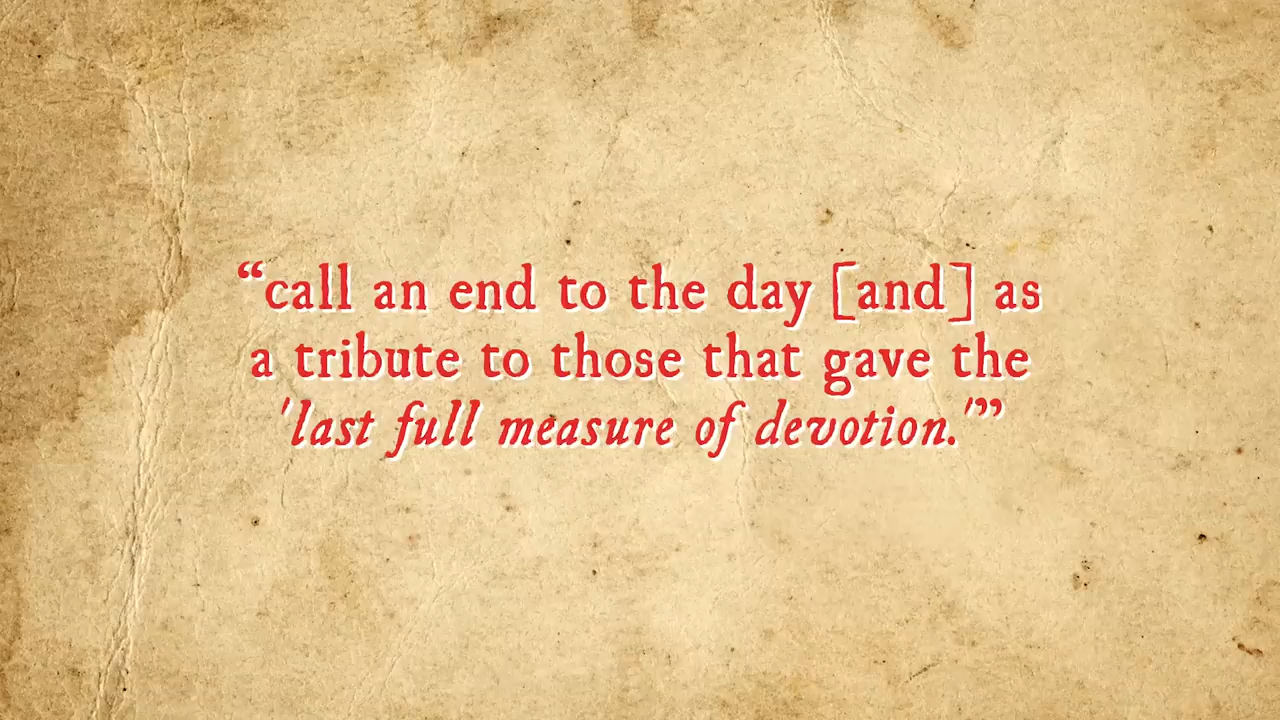 “call an end to the day [and] as
a tribute to those that gave the
'last full measure of devotion.'”